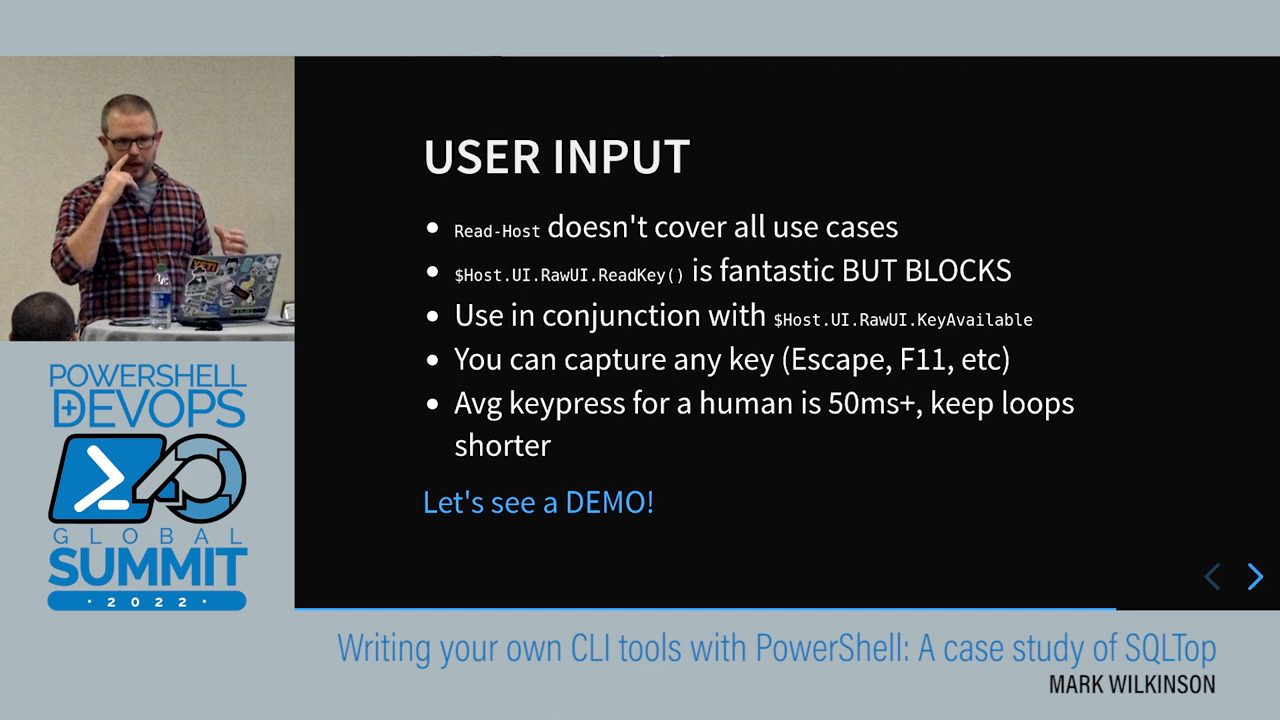 USER INPUT
Read-Host doesn't cover all use cases
$Host.UI.RawUI.ReadKey() is fantastic BUT BLOCKS
Use in conjunction with $Host.UI.RawUI.KeyAvailable
You can capture any key (Escape, F11, etc)
Avg keypress for a human is 50ms+, keep loops
shorter
Let's see a DEMO!
YETI
POWERSHELL
+ DEVOPS
GLOBAL
SUMMIT
· 2022 ·
Writing your own CLI tools with PowerShell: A case study of SQLTop
MARK WILKINSON